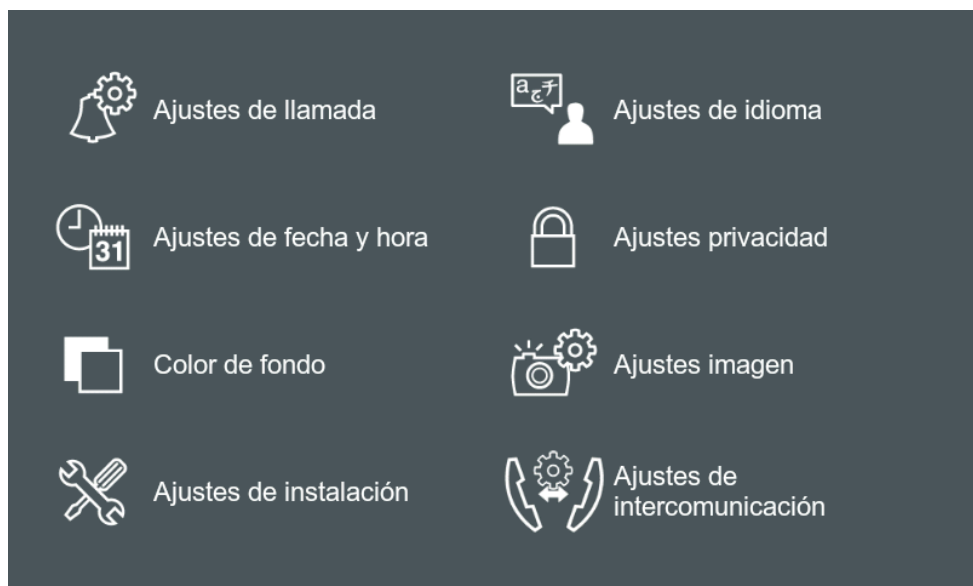 Ajustes de llamada
a
Ajustes de idioma
Ajustes de fecha y hora
31
Ajustes privacidad
Color de fondo
Ajustes imagen
Ajustes de instalación
Ajustes de
intercomunicación